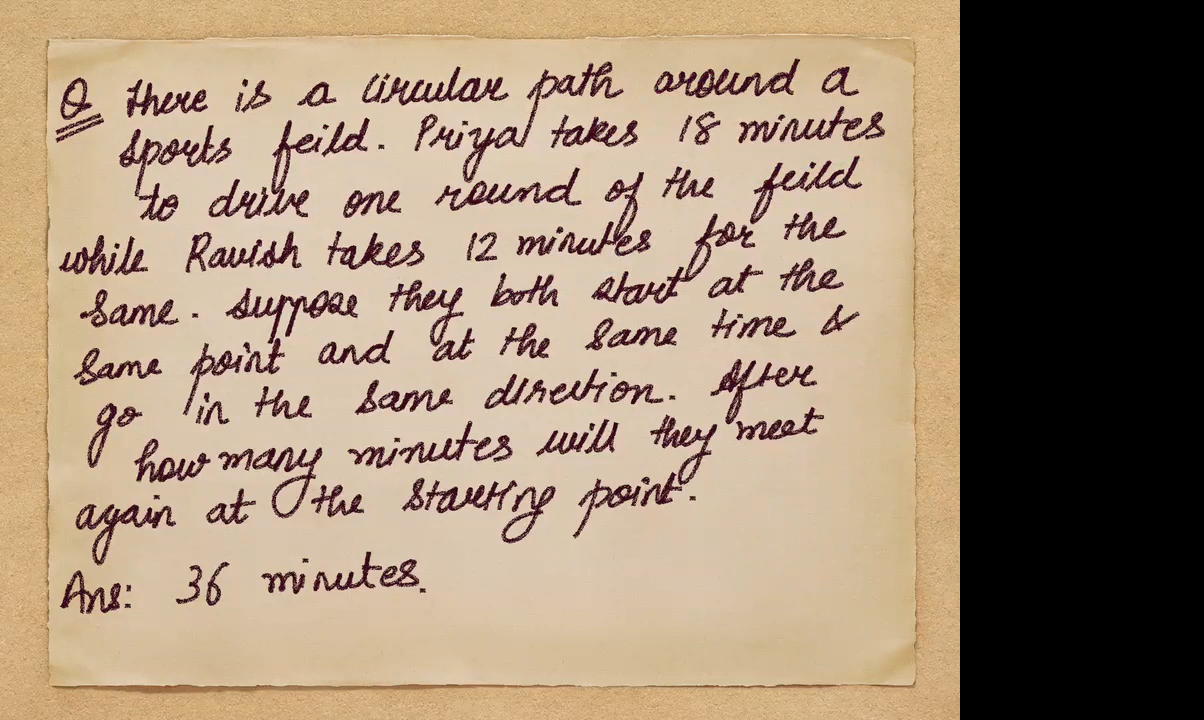 Q there is a circular path around a
sports feild. Priya takes 18 minutes
to drive one round of the feild
while Ravish takes 12 minutes for the
same. suppose they both start at the
same point and at the same time &
go in the same direction. After
how many minutes will they meet
again at the starting point.
Ans: 36 minutes.